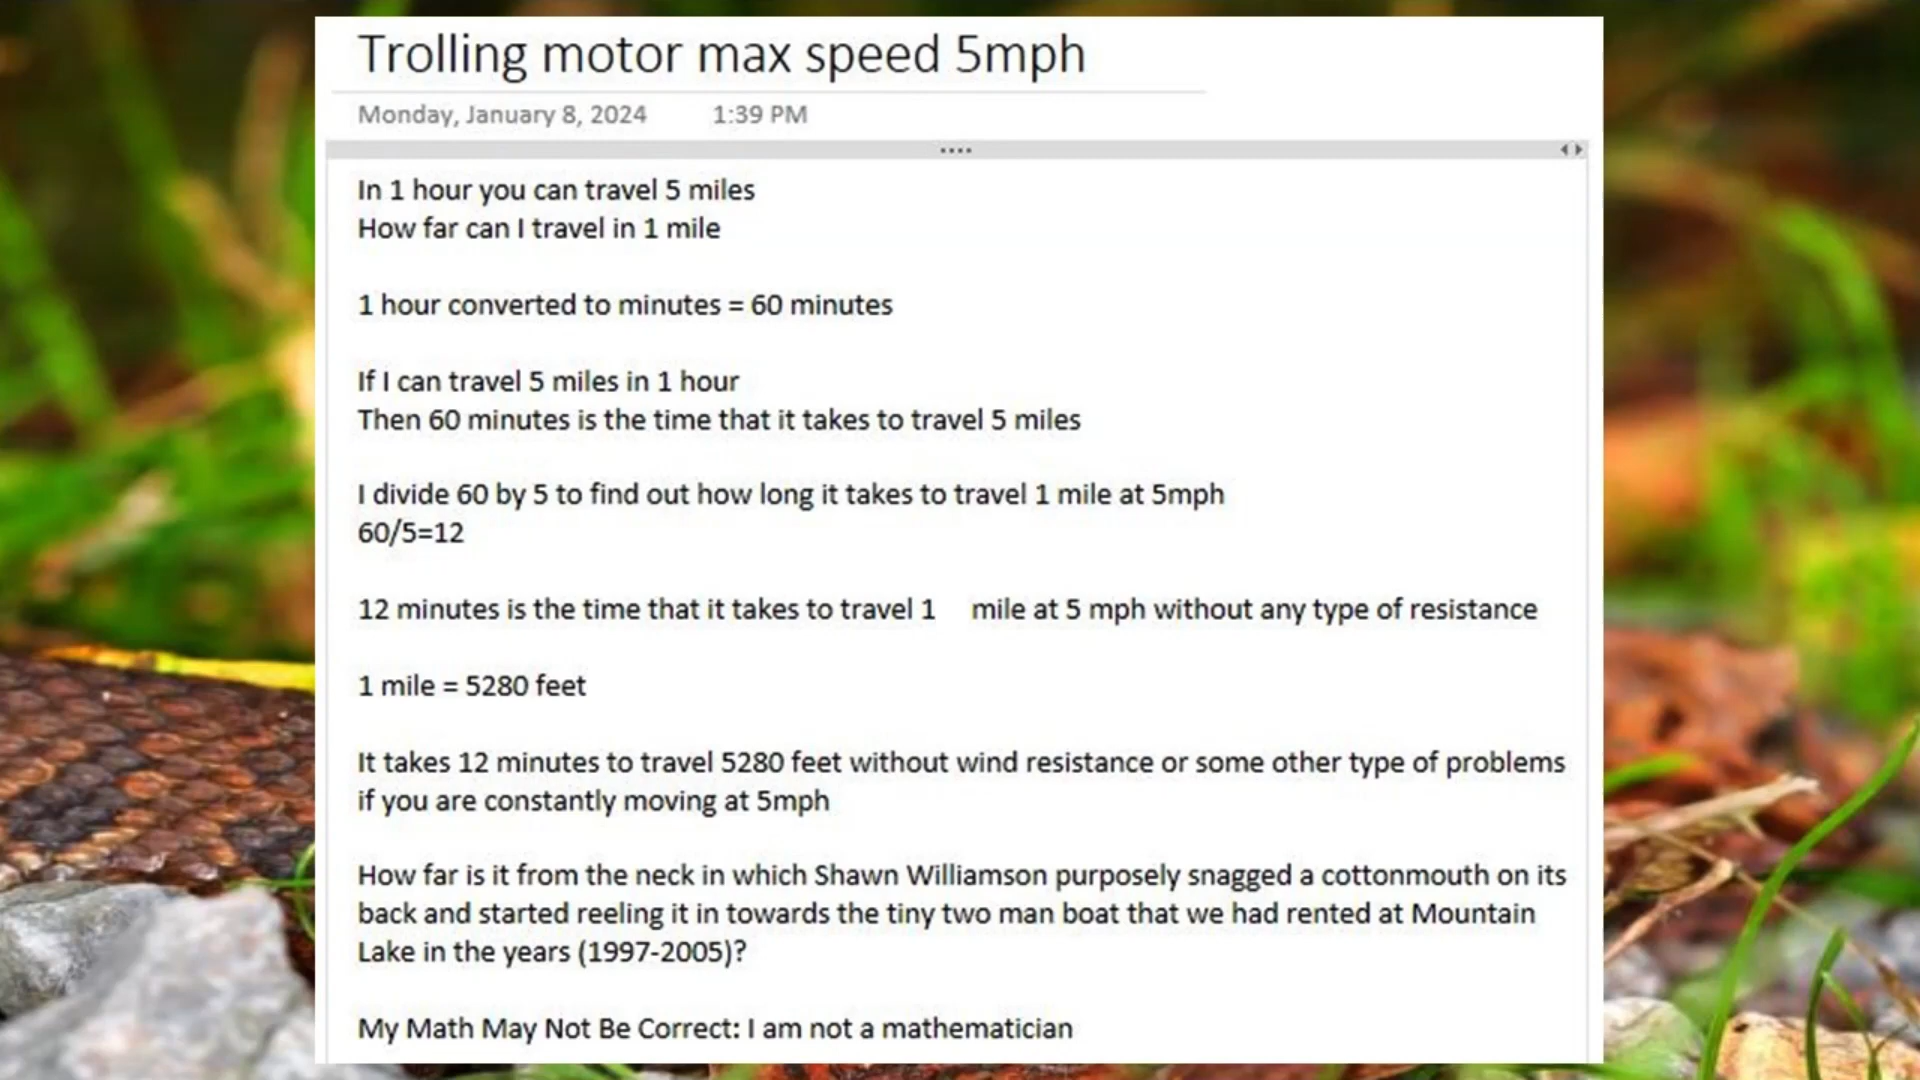 Trolling motor max speed 5mph
Monday, January 8, 2024 1:39 PM
In 1 hour you can travel 5 miles
How far can I travel in 1 mile
1 hour converted to minutes = 60 minutes
If I can travel 5 miles in 1 hour
Then 60 minutes is the time that it takes to travel 5 miles
I divide 60 by 5 to find out how long it takes to travel 1 mile at 5mph
60/5=12
12 minutes is the time that it takes to travel 1 mile at 5 mph without any type of resistance
1 mile = 5280 feet
It takes 12 minutes to travel 5280 feet without wind resistance or some other type of problems
if you are constantly moving at 5mph
How far is it from the neck in which Shawn Williamson purposely snagged a cottonmouth on its
back and started reeling it in towards the tiny two man boat that we had rented at Mountain
Lake in the years (1997-2005)?
My Math May Not Be Correct: I am not a mathematician